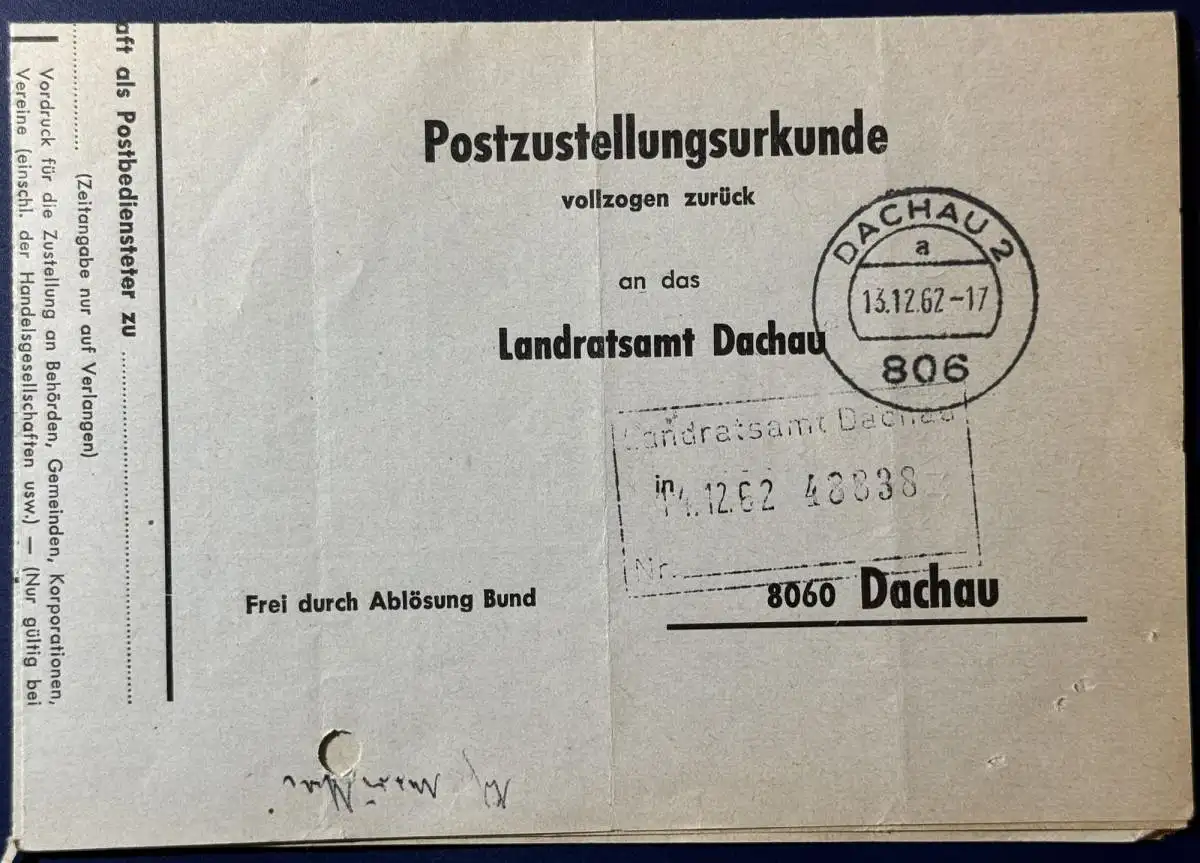 aft als Postbediensteter zu
(Zeitangabe nur auf Verlangen)
Vordruck für die Zustellung an Behörden, Gemeinden, Korporationen,
Vereine (einschl. der Handelsgesellschaften usw.) — (Nur gültig bei
Postzustellungsurkunde
vollzogen zurück
an das
Landratsamt Dachau
DACHAU 2
a
13.12.62-17
806
Landratsamt Dachau
in
14.12.62 48838
Nr.
8060 Dachau
Frei durch Ablösung Bund